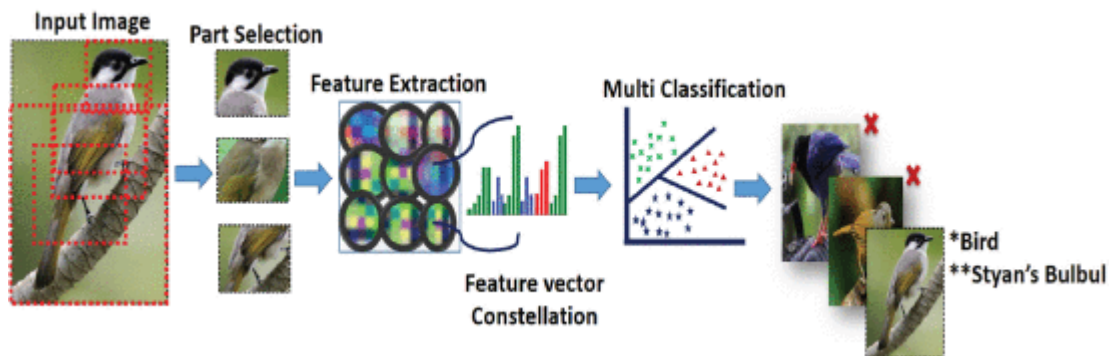 Input Image
Part Selection
Feature Extraction
Feature vector
Constellation
Multi Classification
*Bird
**Styan's Bulbul